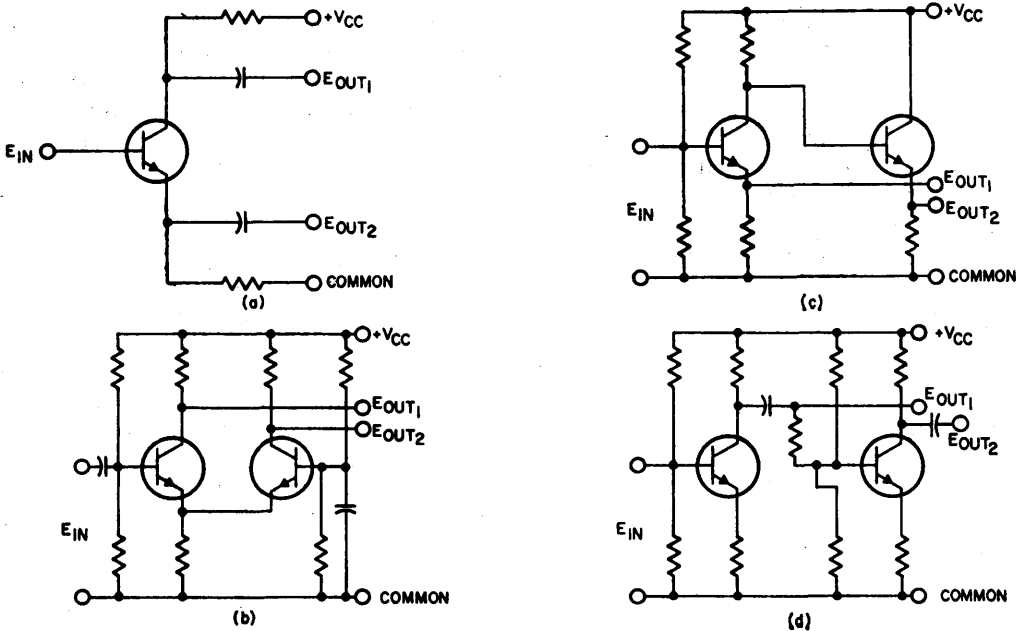 +VCC
EOUT1
EIN
EOUT2
COMMON
(a)
+VCC
EOUT1
EIN
EOUT2
COMMON
(c)
+VCC
EOUT1
EOUT2
EIN
COMMON
(b)
+VCC
EOUT1
EOUT2
EIN
COMMON
(d)